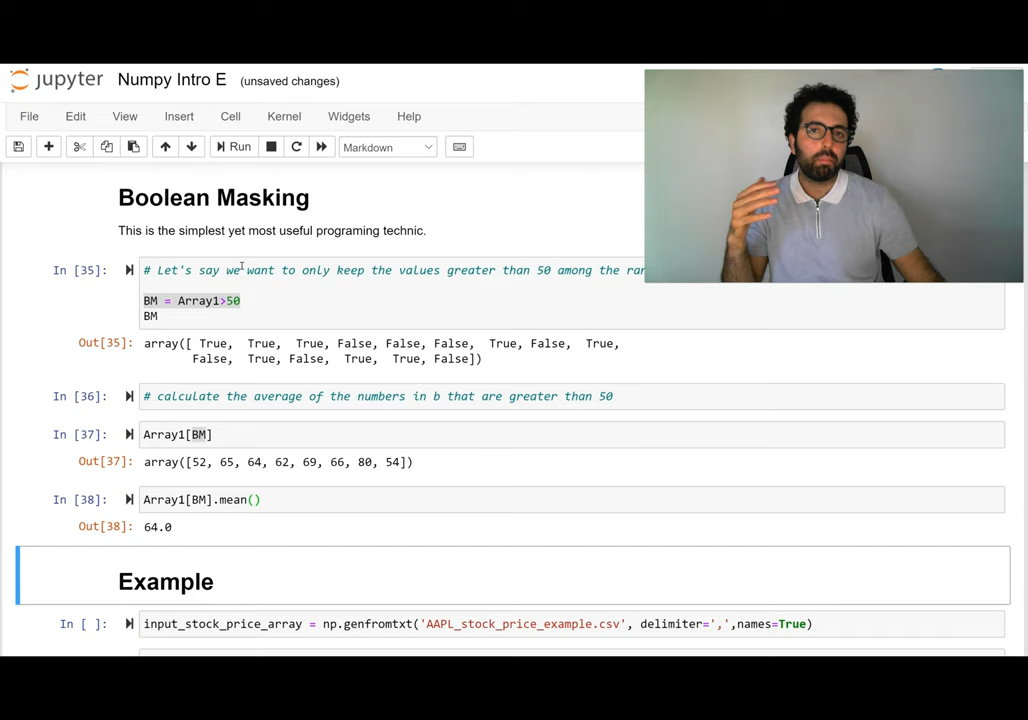 jupyter Numpy Intro E (unsaved changes)
File Edit View Insert Cell Kernel Widgets Help
Run Markdown
Boolean Masking
This is the simplest yet most useful programing technic.
In [35]: # Let's say we want to only keep the values greater than 50 among the
BM = Array1>50
BM
Out[35]: array([ True, True, True, False, False, False, True, False, True,
False, True, False, True, True, False])
In [36]: # calculate the average of the numbers in b that are greater than 50
In [37]: Array1[BM]
Out[37]: array([52, 65, 64, 62, 69, 66, 80, 54])
In [38]: Array1[BM].mean()
Out[38]: 64.0
Example
In [ ]: input_stock_price_array = np.genfromtxt('AAPL_stock_price_example.csv', delimiter=',',names=True)